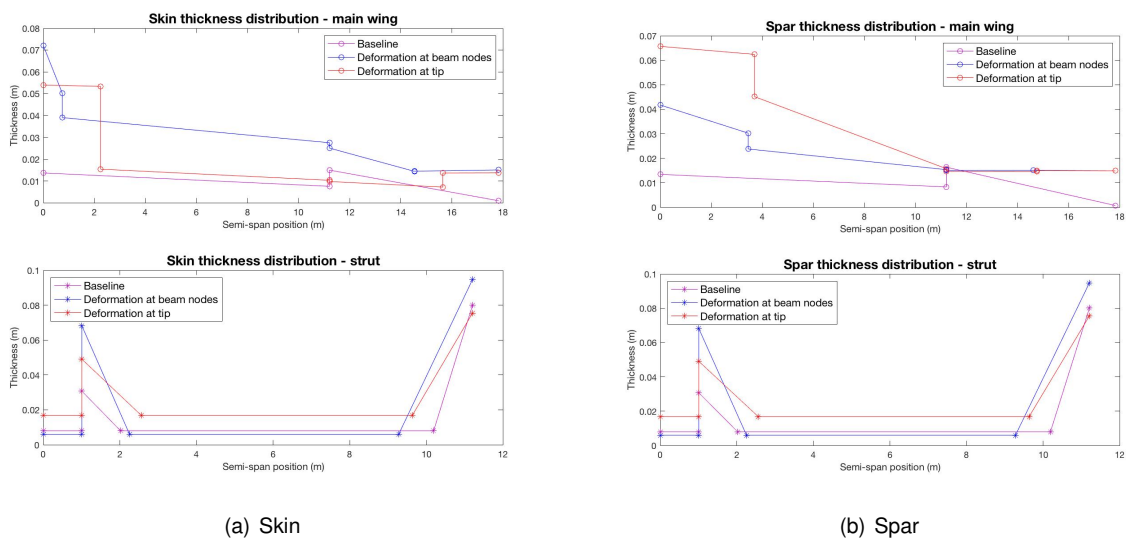 Skin thickness distribution - main wing
0.08
0.07
0.06
0.05
0.04
0.03
0.02
0.01
0
Thickness (m)
Baseline
Deformation at beam nodes
Deformation at tip
0 2 4 6 8 10 12 14 16 18
Semi-span position (m)
Skin thickness distribution - strut
0.1
0.08
0.06
0.04
0.02
0
Thickness (m)
Baseline
Deformation at beam nodes
Deformation at tip
0 2 4 6 8 10 12
Semi-span position (m)
(a) Skin
Spar thickness distribution - main wing
0.07
0.06
0.05
0.04
0.03
0.02
0.01
0
Thickness (m)
Baseline
Deformation at beam nodes
Deformation at tip
0 2 4 6 8 10 12 14 16 18
Semi-span position (m)
Spar thickness distribution - strut
0.1
0.08
0.06
0.04
0.02
0
Thickness (m)
Baseline
Deformation at beam nodes
Deformation at tip
0 2 4 6 8 10 12
Semi-span position (m)
(b) Spar